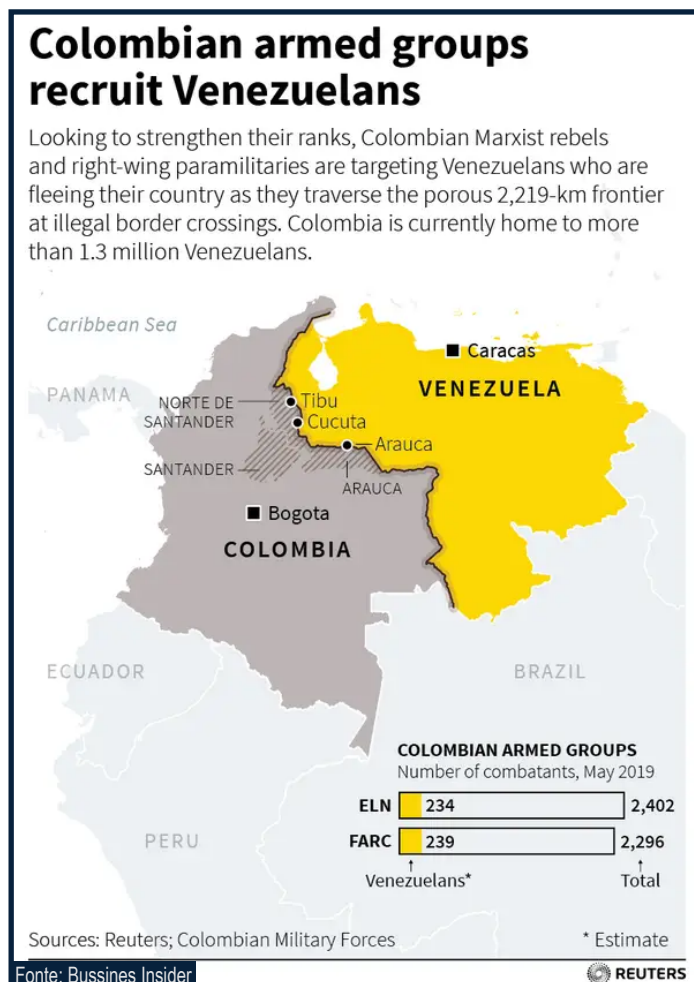 Colombian armed groups
recruit Venezuelans
Looking to strengthen their ranks, Colombian Marxist rebels
and right-wing paramilitaries are targeting Venezuelans who are
fleeing their country as they traverse the porous 2,219-km frontier
at illegal border crossings. Colombia is currently home to more
than 1.3 million Venezuelans.
Caribbean Sea
Caracas
PANAMA
VENEZUELA
NORTE DE
SANTANDER
Tibu
Cucuta
Arauca
SANTANDER
ARAUCA
Bogota
COLOMBIA
ECUADOR
BRAZIL
PERU
COLOMBIAN ARMED GROUPS
Number of combatants, May 2019
ELN 234 2,402
FARC 239 2,296
Venezuelans* Total
Sources: Reuters; Colombian Military Forces * Estimate
Fonte: Bussines Insider REUTERS